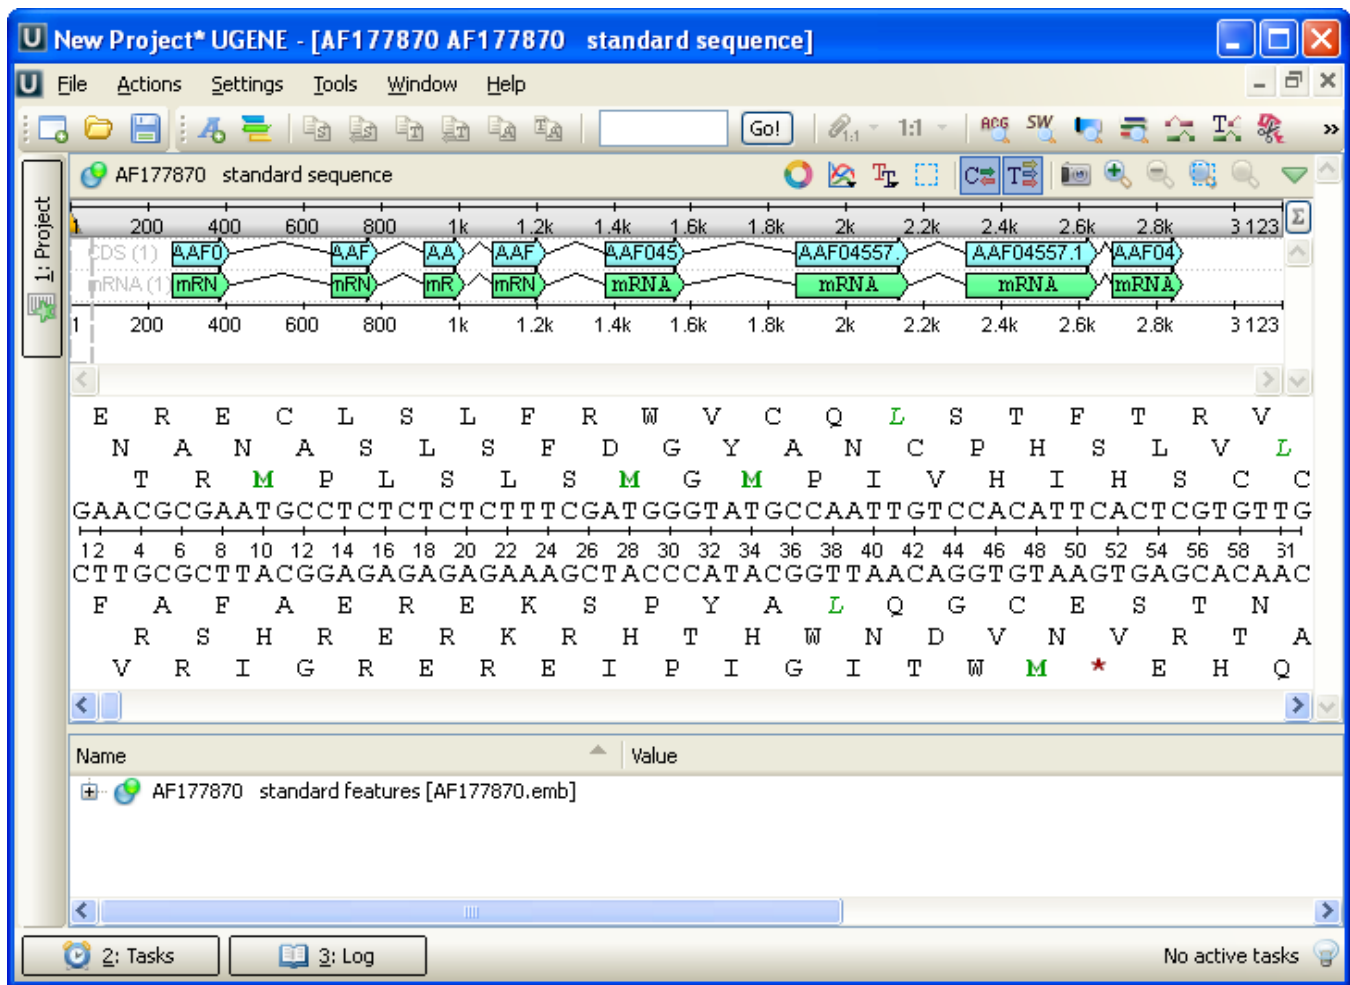 New Project* UGENE - [AF177870 AF177870 standard sequence]
File Actions Settings Tools Window Help
Go! 1:1 1:1 ACG SW »
1: Project
AF177870 standard sequence
C T
1 200 400 600 800 1k 1.2k 1.4k 1.6k 1.8k 2k 2.2k 2.4k 2.6k 2.8k 3 123 Σ
CDS (1) AAF0 AAF AA AAF AAF045 AAF04557. AAF04557.1 AAF04
mRNA (1) mRN mRN mR mRN mRNA mRNA mRNA mRNA
1 200 400 600 800 1k 1.2k 1.4k 1.6k 1.8k 2k 2.2k 2.4k 2.6k 2.8k 3 123
E R E C L S L F R W V C Q L S T F T R V
N A N A S L S F D G Y A N C P H S L V L
T R M P L S L S M G M P I V H I H S C C
GAACGCGAATGCCTCTCTCTCTTTCGATGGGTATGCCAATTGTCCACATTCACTCGTGTTG
1 2 4 6 8 10 12 14 16 18 20 22 24 26 28 30 32 34 36 38 40 42 44 46 48 50 52 54 56 58 31
CTTGCGCTTACGGAGAGAGAGAAAGCTACCCATACGGTTAACAGGTGTAAGTGAGCACAAC
F A F A E R E K S P Y A L Q G C E S T N
R S H R E R K R H T H W N D V N V R T A
V R I G R E R E I P I G I T W M * E H Q
Name Value
AF177870 standard features [AF177870.emb]
2: Tasks 3: Log No active tasks